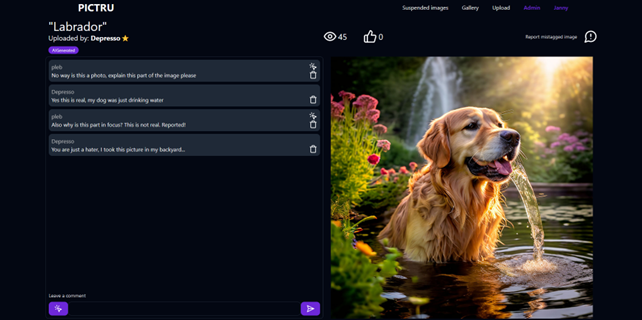 PICTRU
Suspended images
Gallery
Upload
Admin
Janny
"Labrador"
Uploaded by: Depresso
AIGenerated
45
0
Report mistagged image
pleb
No way is this a photo, explain this part of the image please
Depresso
Yes this is real, my dog was just drinking water
pleb
Also why is this part in focus? This is not real. Reported!
Depresso
You are just a hater. I took this picture in my backyard...
Leave a comment